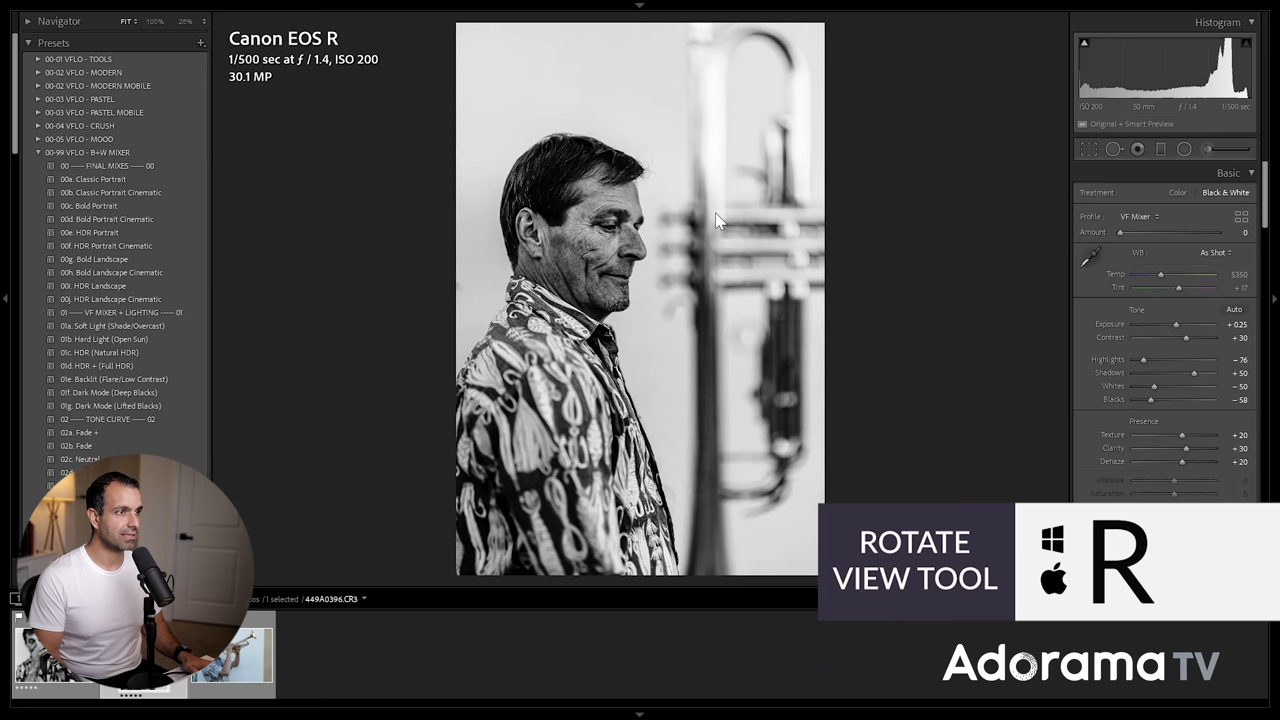 Navigator
FIT
100%
25%
Presets
00-01 VFLO - TOOLS
00-02 VFLO - MODERN
00-02 VFLO - MODERN MOBILE
00-03 VFLO - PASTEL
00-03 VFLO - PASTEL MOBILE
00-04 VFLO - CRUSH
00-05 VFLO - MOOD
00-99 VFLO - B+W MIXER
00 ----- FINAL MIXES ----- 00
00a. Classic Portrait
00b. Classic Portrait Cinematic
00c. Bold Portrait
00d. Bold Portrait Cinematic
00e. HDR Portrait
00f. HDR Portrait Cinematic
00g. Bold Landscape
00h. Bold Landscape Cinematic
00i. HDR Landscape
00j. HDR Landscape Cinematic
01 ----- VF MIXER + LIGHTING ----- 01
01a. Soft Light (Shade/Overcast)
01b. Hard Light (Open Sun)
01c. HDR (Natural HDR)
01d. HDR + (Full HDR)
01e. Backlit (Flare/Low Contrast)
01f. Dark Mode (Deep Blacks)
01g. Dark Mode (Lifted Blacks)
02 ----- TONE CURVE ----- 02
02a. Fade +
02b. Fade
02c. Neutral
Canon EOS R
1/500 sec at ƒ / 1.4, ISO 200
30.1 MP
/ 1 selected / 449A0396.CR3
Histogram
ISO 200 50 mm ƒ / 1.4 1/500 sec
Original + Smart Preview
Basic
Treatment : Color Black & White
Profile : VF Mixer
Amount 0
WB : As Shot
Temp 5350
Tint + 17
Tone Auto
Exposure + 0.25
Contrast + 30
Highlights − 76
Shadows + 50
Whites − 50
Blacks − 58
Presence
Texture + 20
Clarity + 30
Dehaze + 20
Vibrance 0
Saturation 0
ROTATE
VIEW TOOL
R
Adorama TV